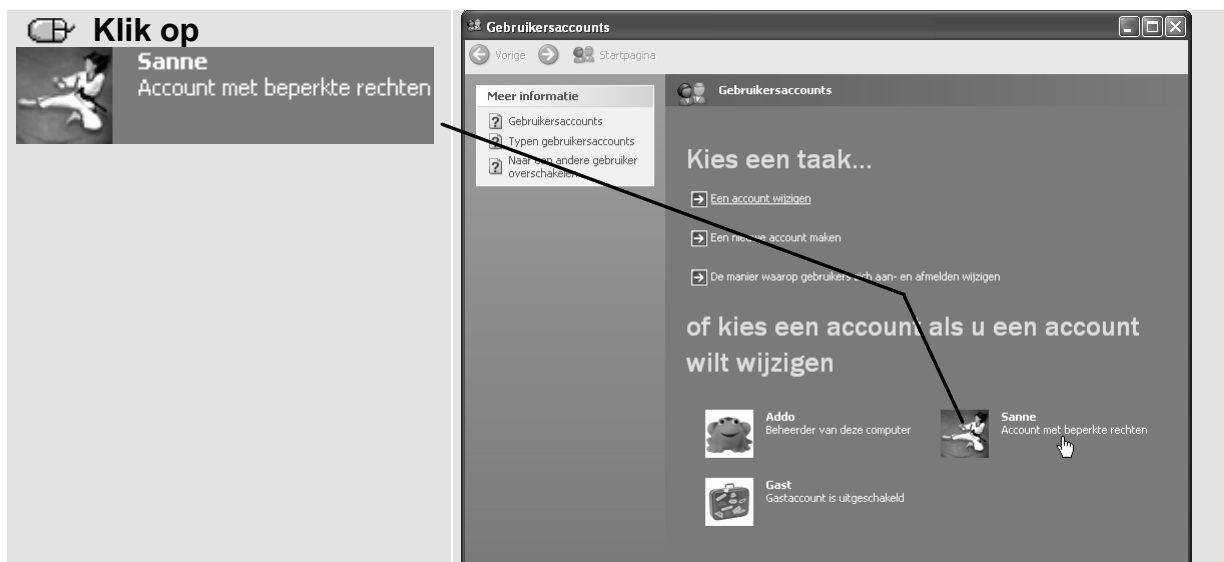 Klik op
Sanne
Account met beperkte rechten
Gebruikersaccounts
Vorige Startpagina
Meer informatie
Gebruikersaccounts
Typen gebruikersaccounts
Naar een andere gebruiker
overschakelen
Gebruikersaccounts
Kies een taak...
Een account wijzigen
Een nieuwe account maken
De manier waarop gebruikers zich aan- en afmelden wijzigen
of kies een account als u een account
wilt wijzigen
Addo
Beheerder van deze computer
Sanne
Account met beperkte rechten
Gast
Gastaccount is uitgeschakeld